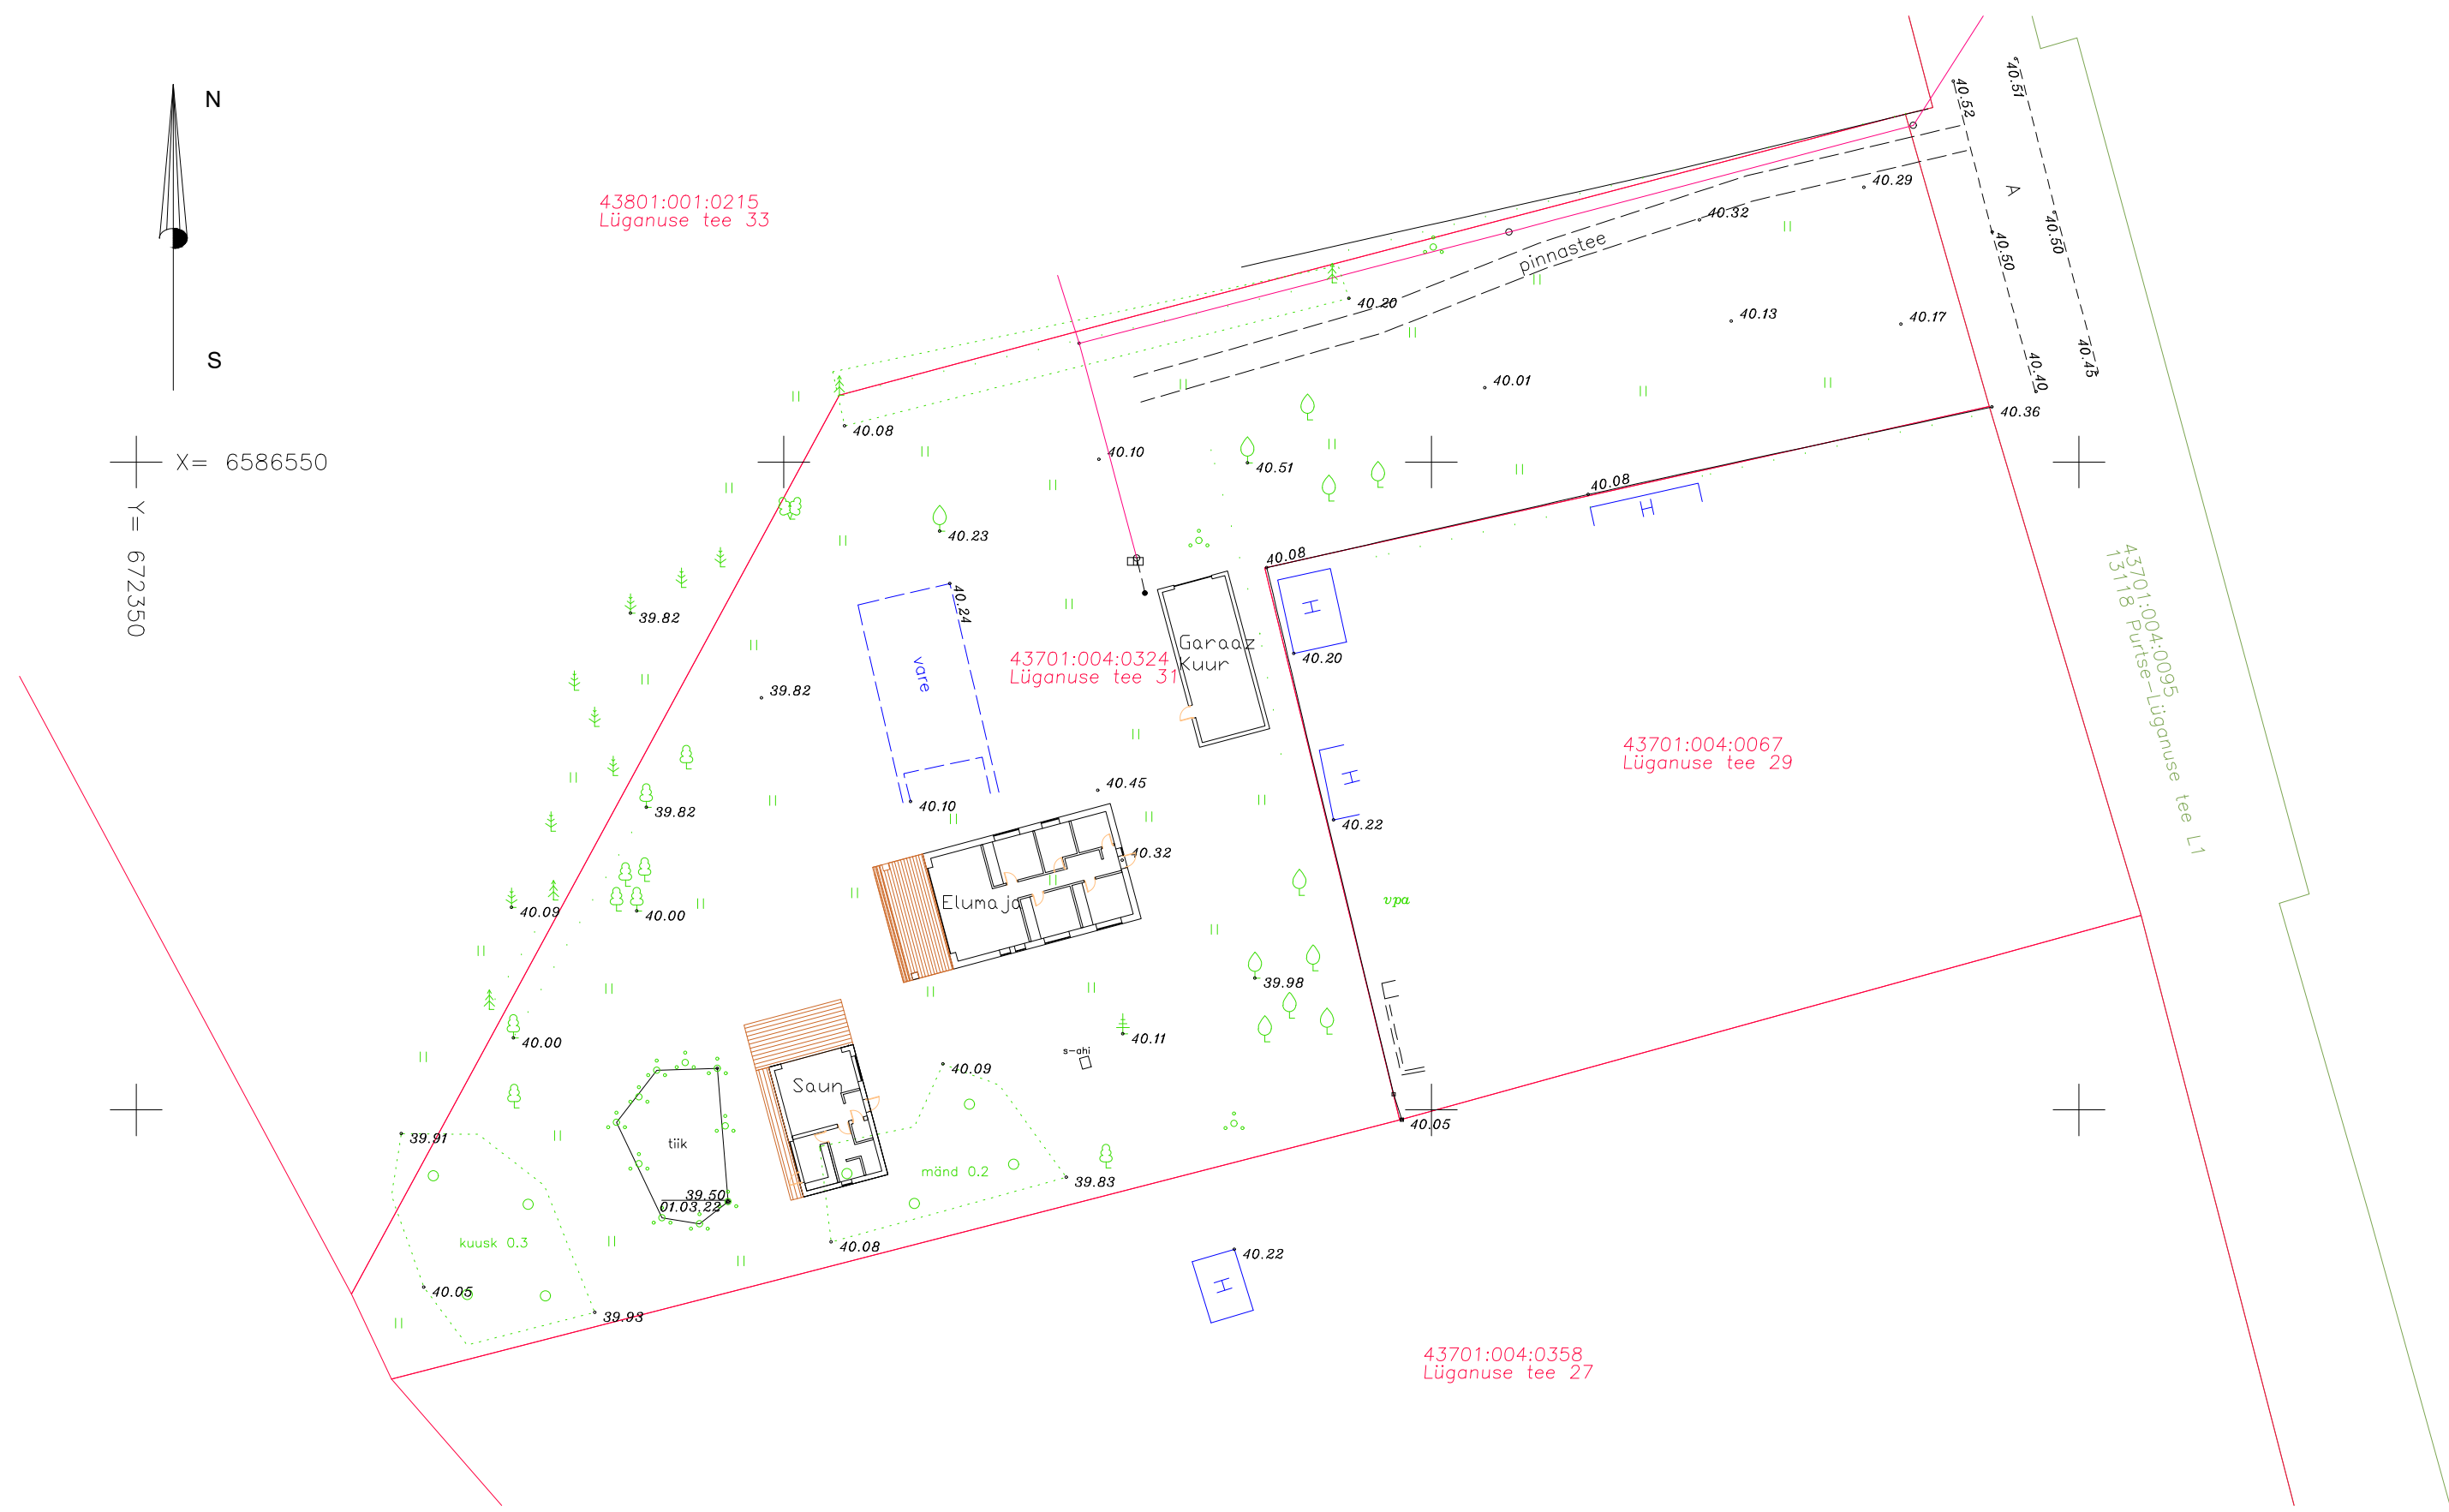 N
S
X= 6586550
Y= 672350
43801:001:0215
Lüganuse tee 33
40.52
40.51
A
40.50
40.50
40.45
40.40
40.29
40.32
pinnastee
40.20
40.13
40.17
40.01
40.36
40.08
40.10
40.51
40.08
H
40.23
40.08
39.82
40.24
Garaaz
Kuur
H
40.20
vare
43701:004:0324
Lüganuse tee 31
39.82
43701:004:0095
13118 Purtse-Lüganuse tee L1
43701:004:0067
Lüganuse tee 29
H
40.22
39.82
40.10
40.45
40.32
Elumaja
vpa
40.09
40.00
39.98
40.00
40.11
s-ahi
40.09
Saun
39.91
tiik
40.05
mänd 0.2
39.83
39.50
01.03.22
kuusk 0.3
40.08
40.22
H
40.05
39.93
43701:004:0358
Lüganuse tee 27